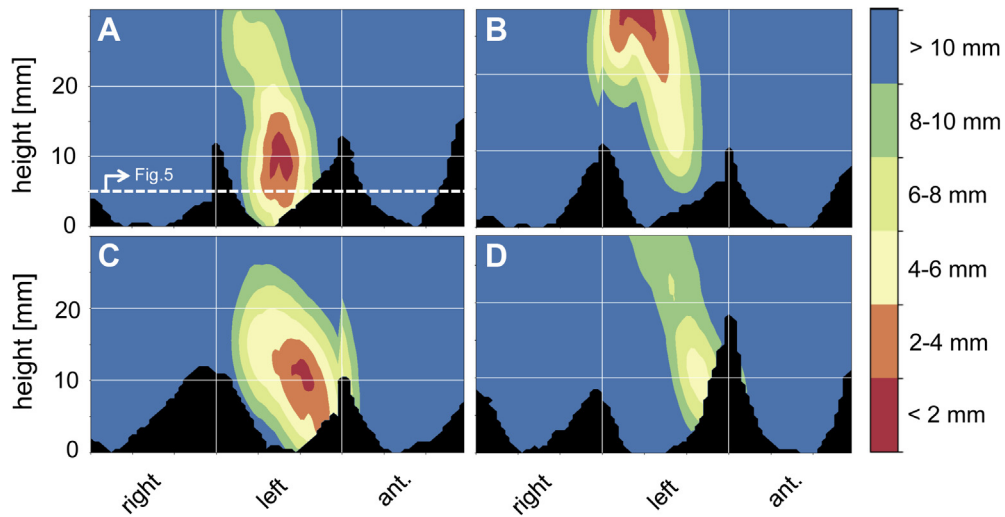 A
B
> 10 mm
height [mm]
20
8-10 mm
10
Fig.5
6-8 mm
0
C
D
4-6 mm
height [mm]
20
2-4 mm
10
< 2 mm
0
right
left
ant.
right
left
ant.